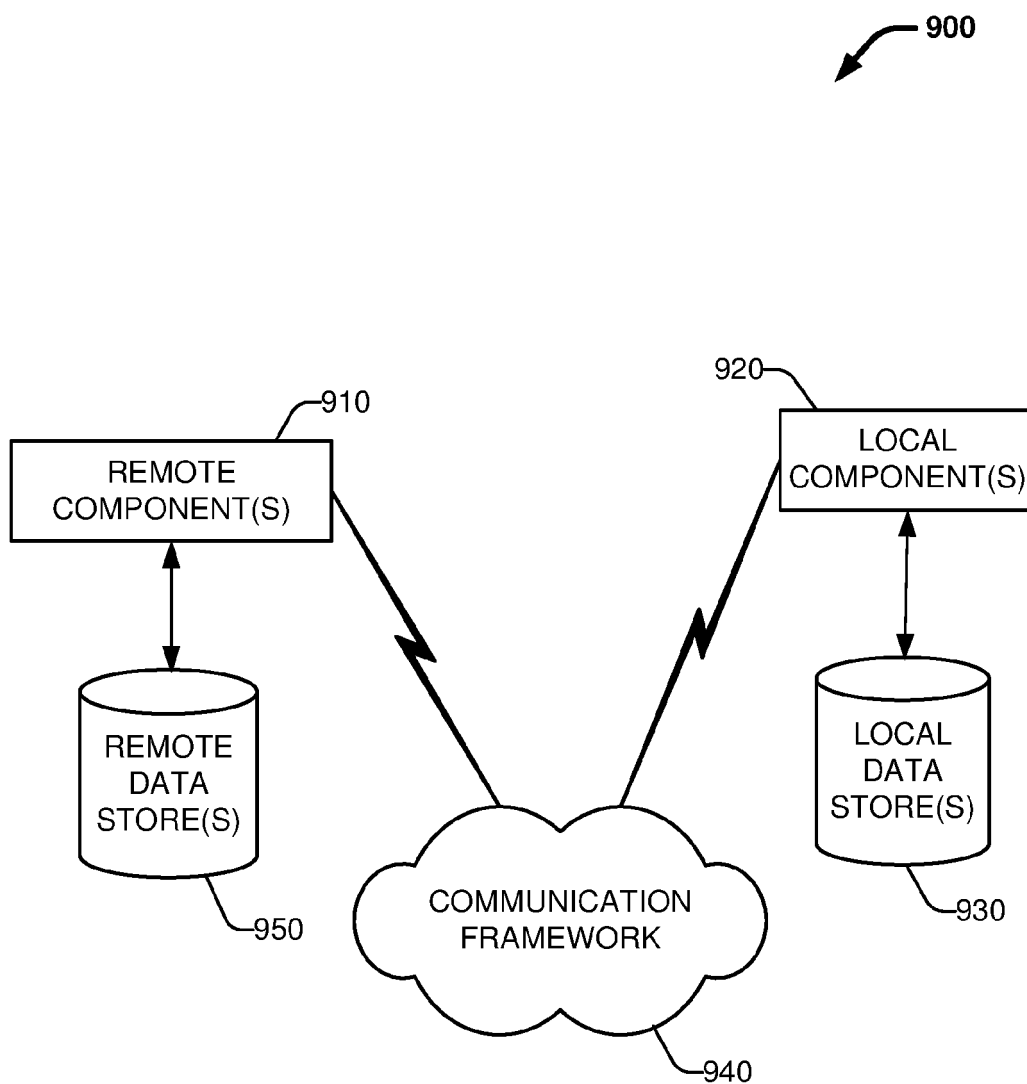 900
910
920
REMOTE
COMPONENT(S)
LOCAL
COMPONENT(S)
REMOTE
DATA
STORE(S)
LOCAL
DATA
STORE(S)
950
930
COMMUNICATION
FRAMEWORK
940